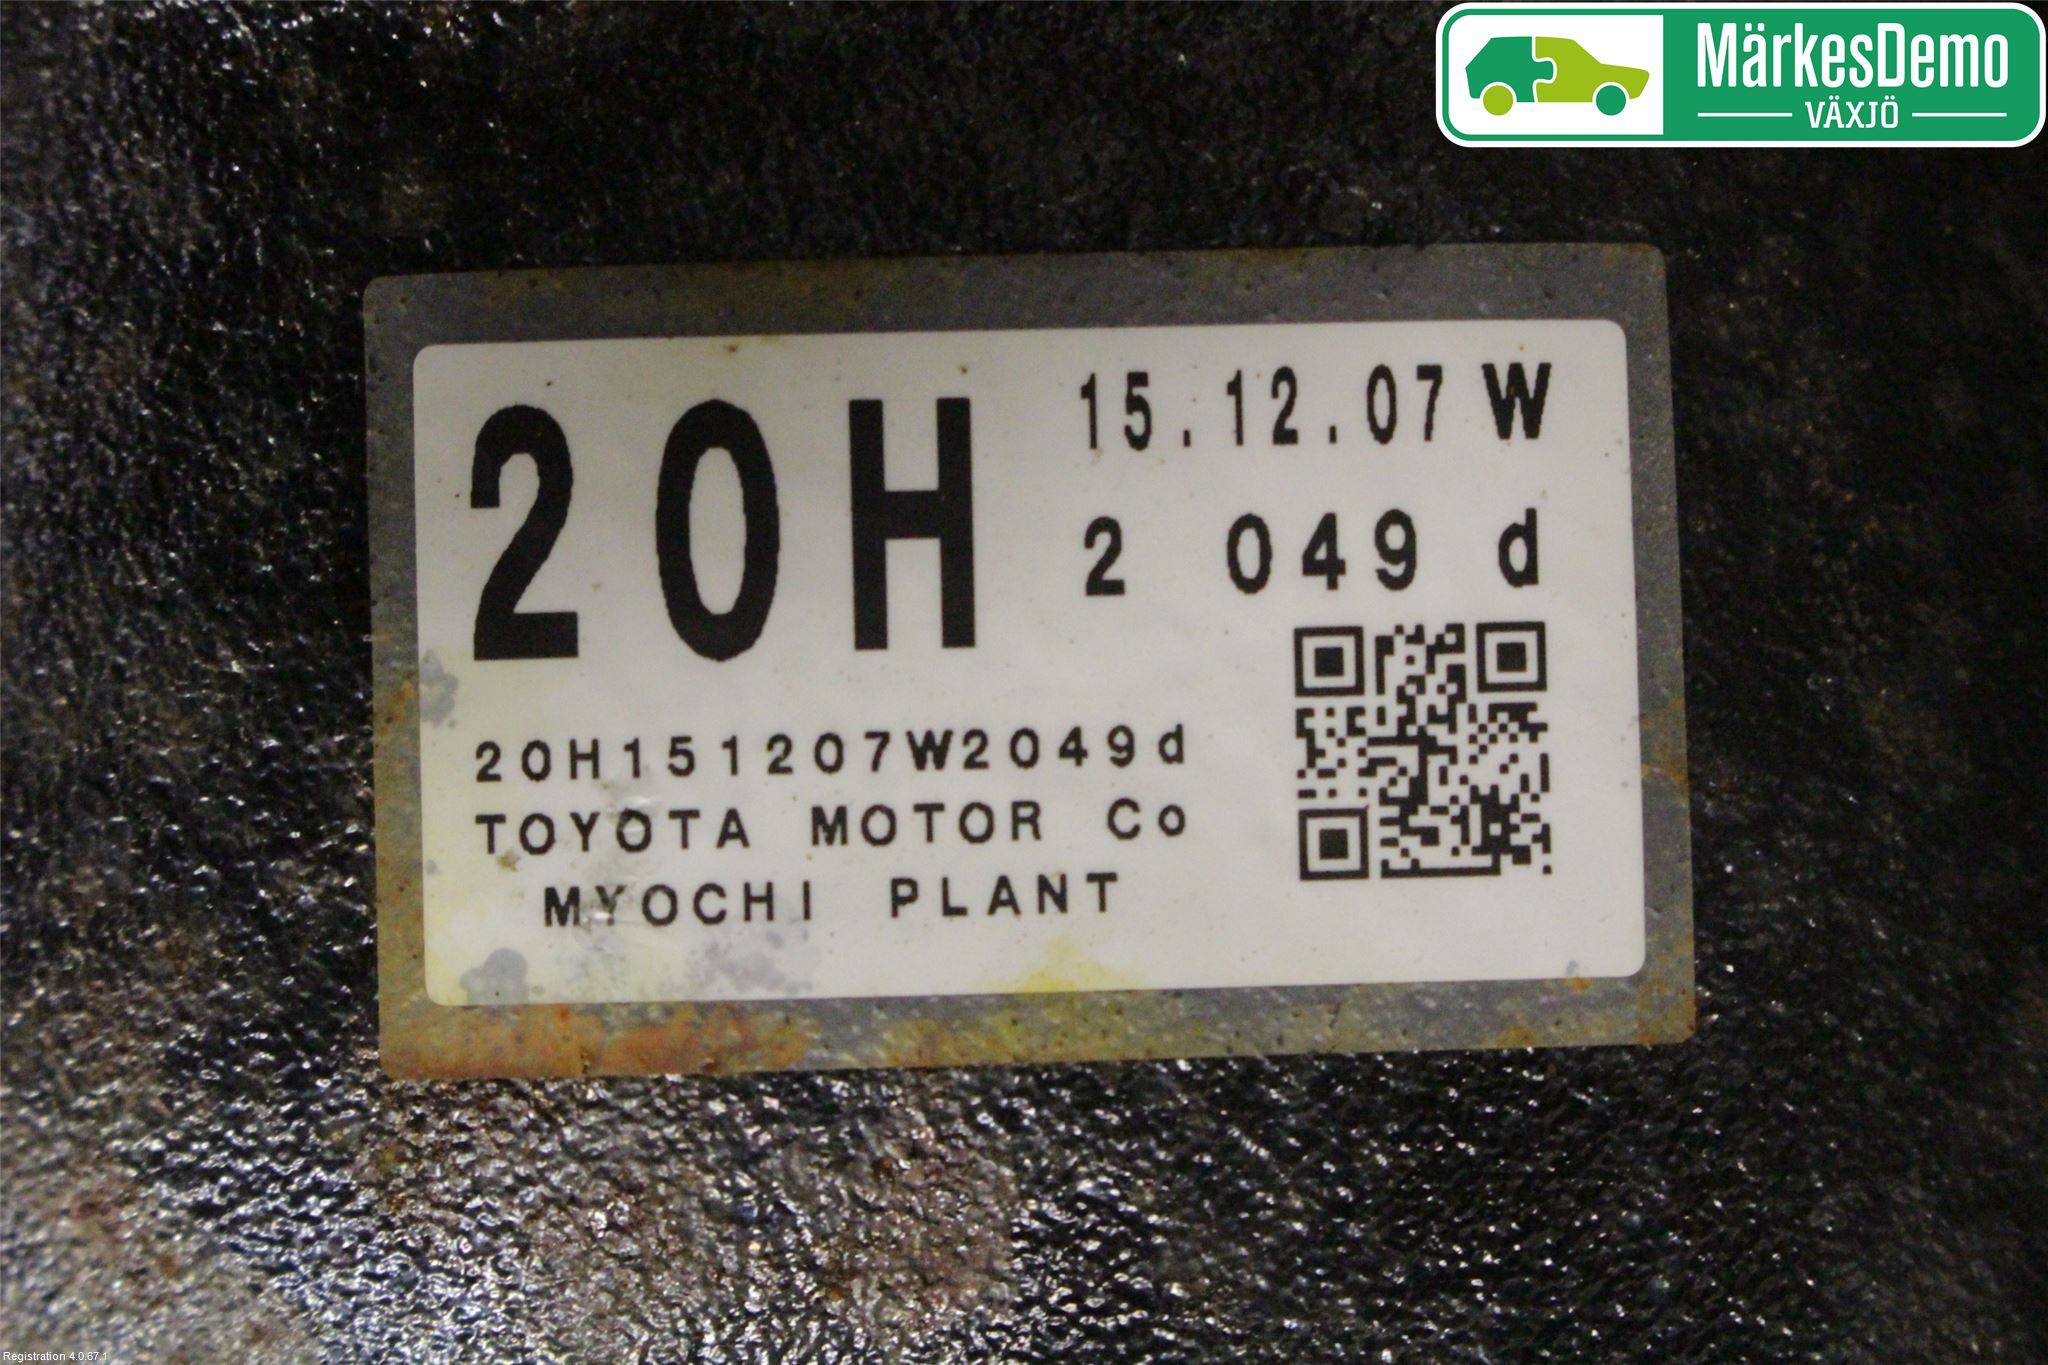 MärkesDemo
VÄXJÖ
20H
15.12.07 W
2 049 d
20H151207W2049d
TOYOTA MOTOR Co
MYOCHI PLANT
Registration 4.0.67.1